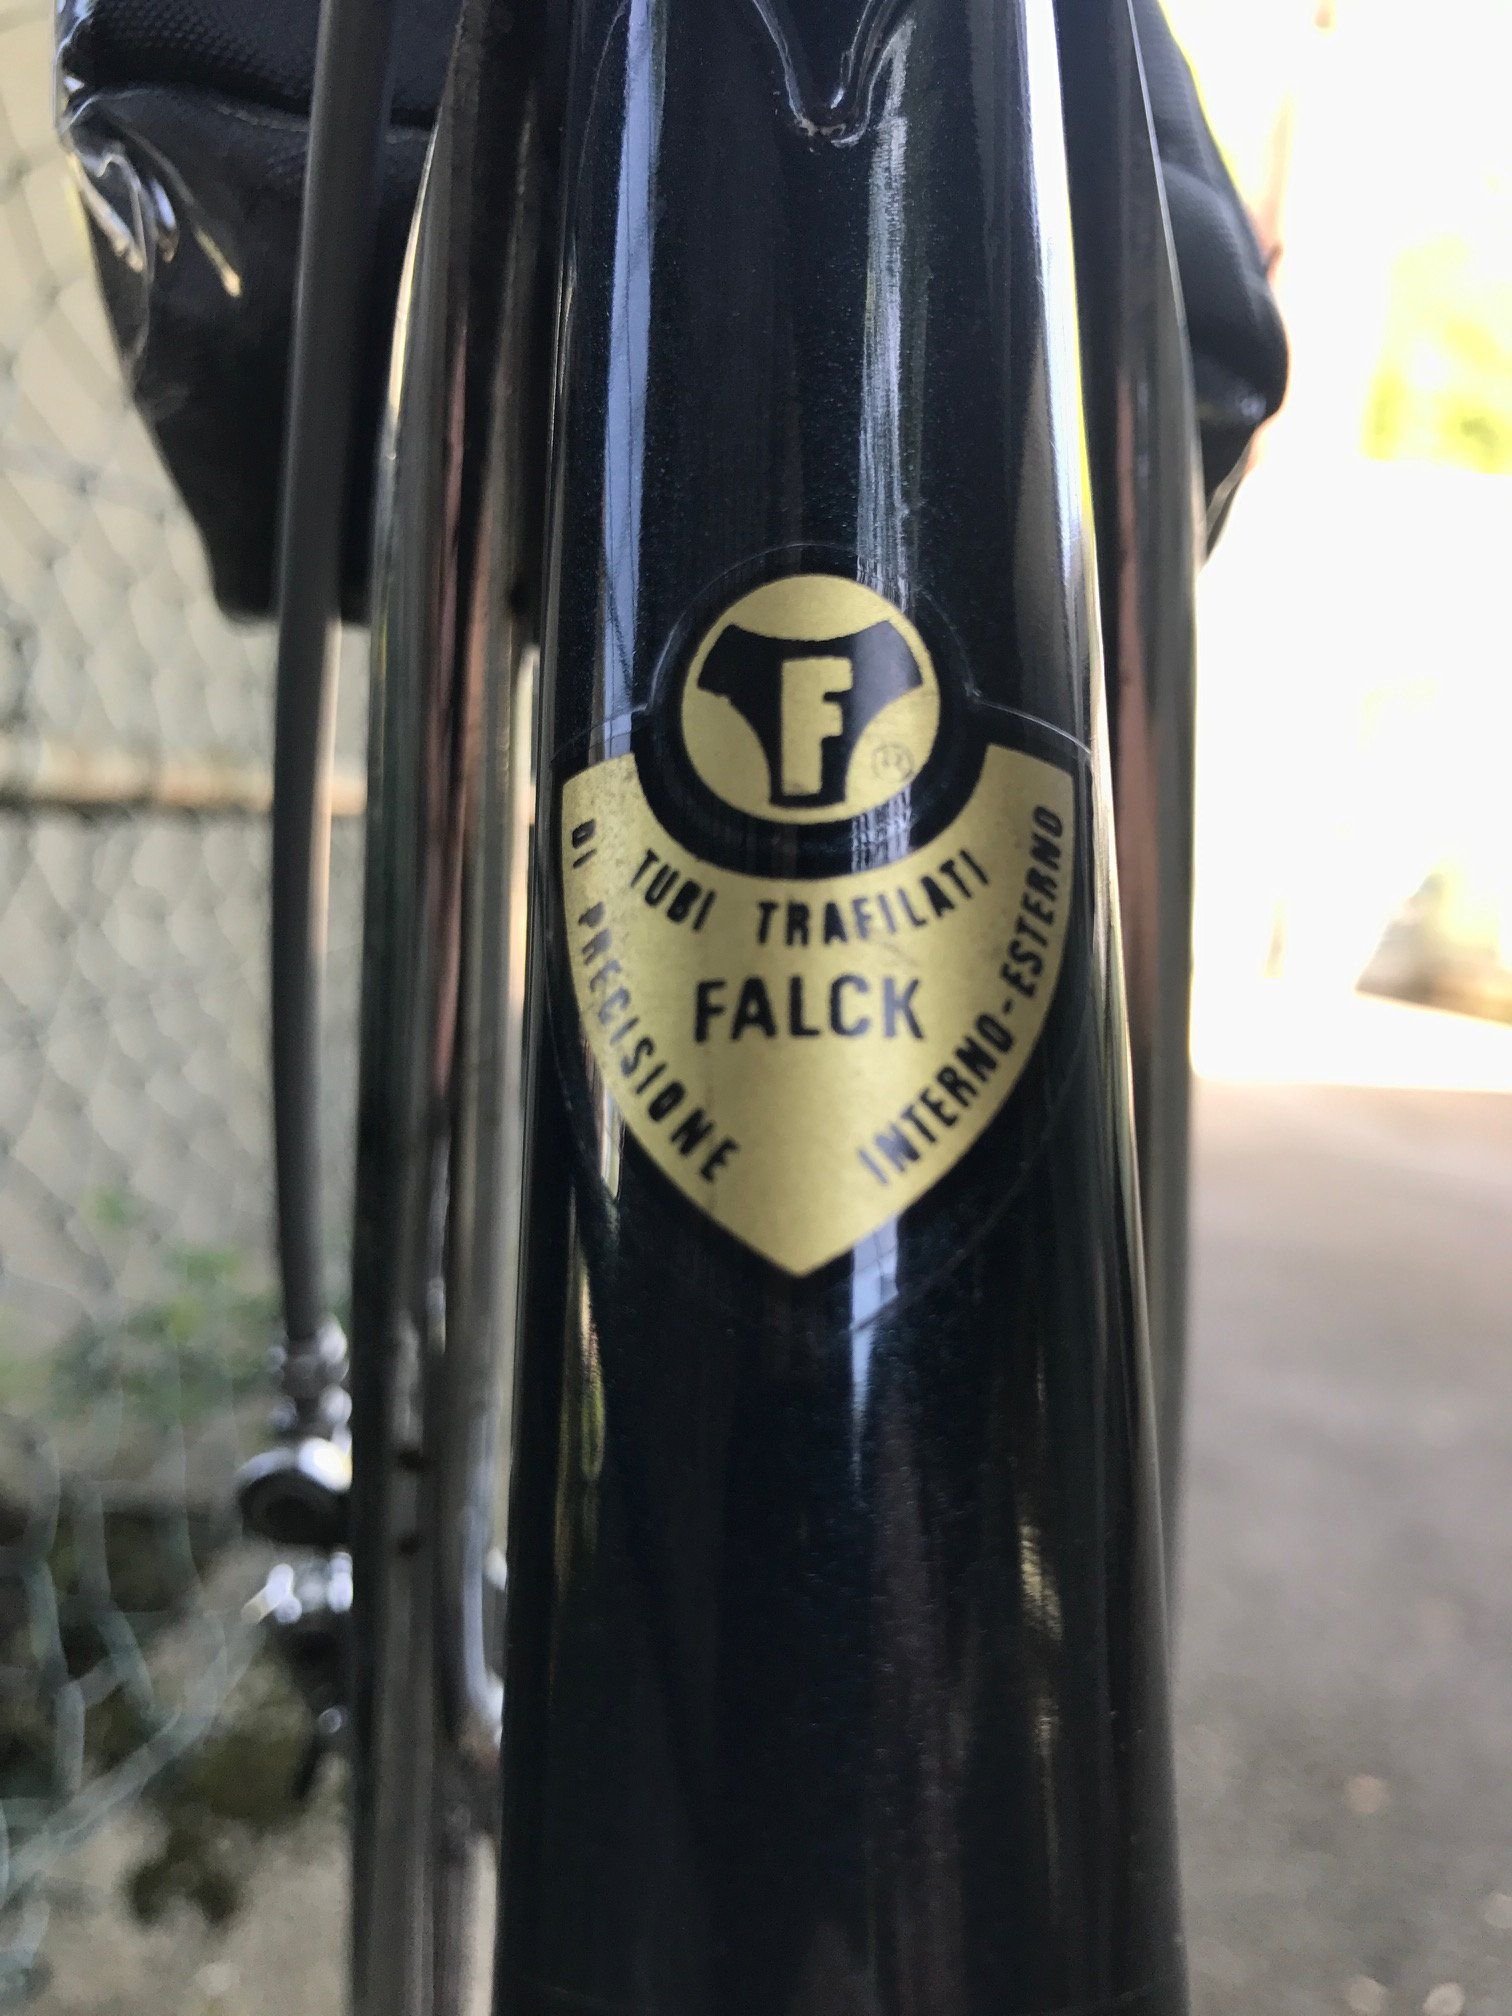 F
®
TUBI TRAFILATI
FALCK
DI PRECISIONE
INTERNO-ESTERNO